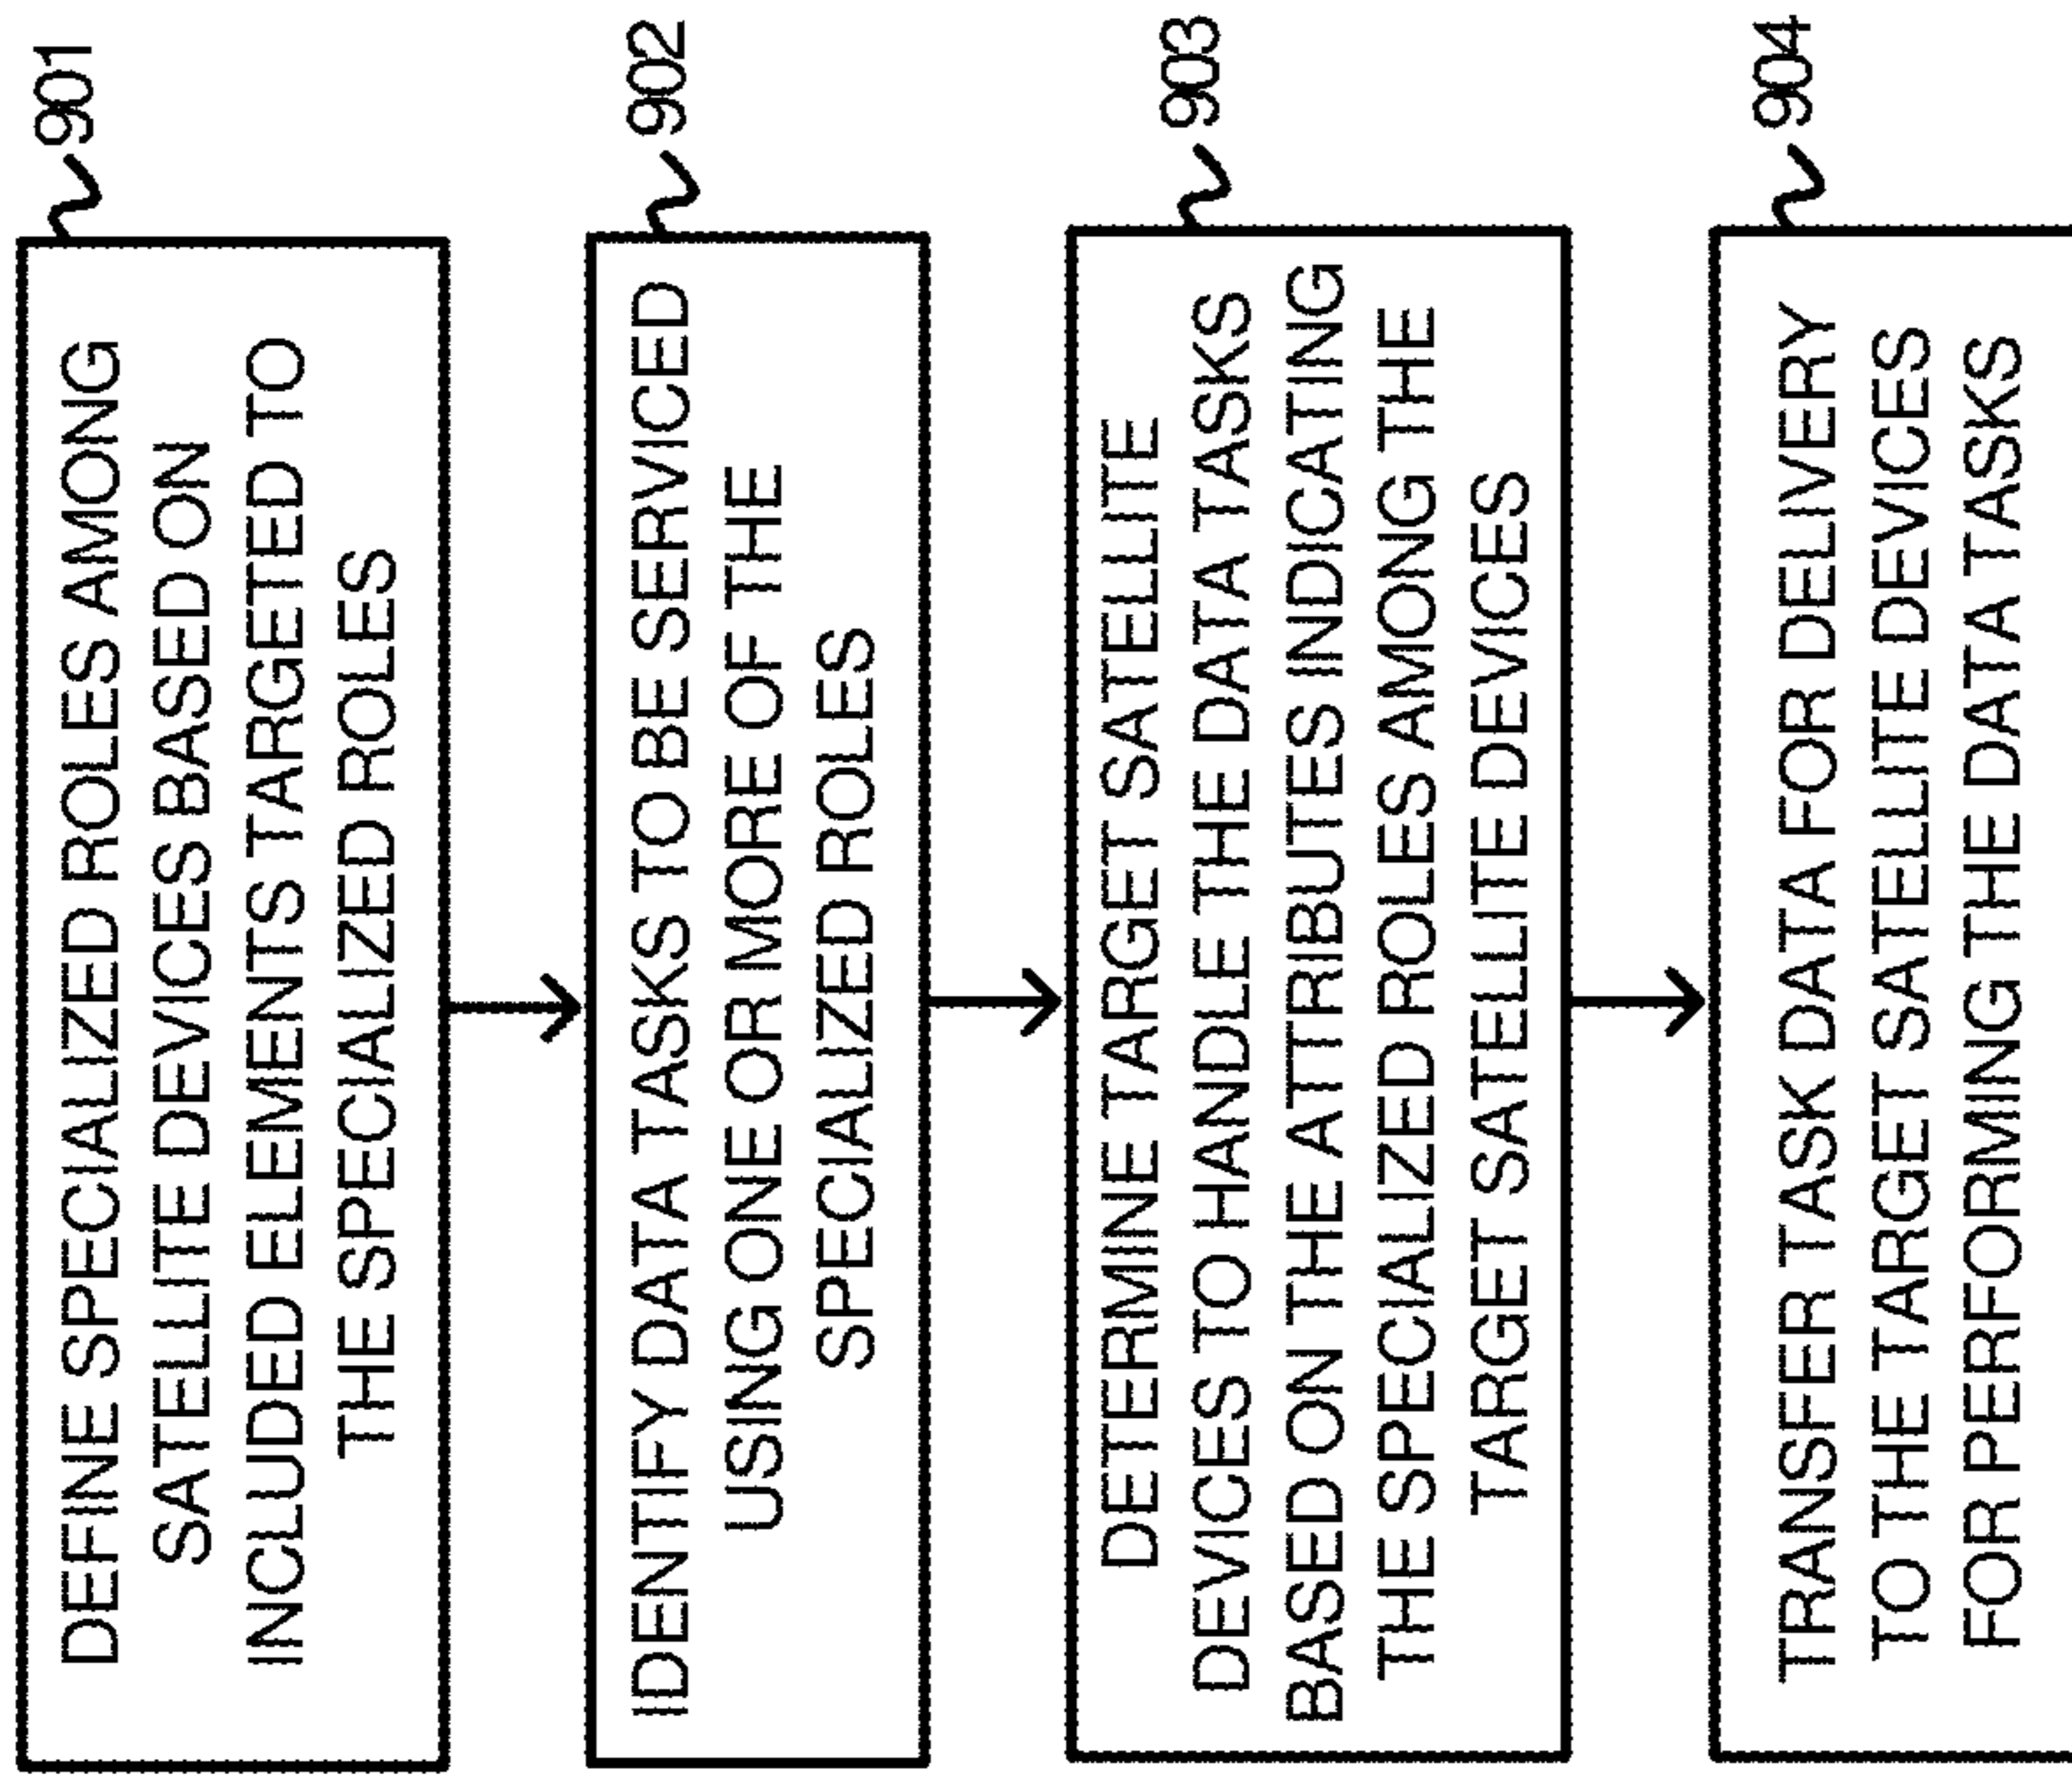 901
DEFINE SPECIALIZED ROLES AMONG
SATELLITE DEVICES BASED ON
INCLUDED ELEMENTS TARGETED TO
THE SPECIALIZED ROLES
902
IDENTIFY DATA TASKS TO BE SERVICED
USING ONE OR MORE OF THE
SPECIALIZED ROLES
903
DETERMINE TARGET SATELLITE
DEVICES TO HANDLE THE DATA TASKS
BASED ON THE ATTRIBUTES INDICATING
THE SPECIALIZED ROLES AMONG THE
TARGET SATELLITE DEVICES
904
TRANSFER TASK DATA FOR DELIVERY
TO THE TARGET SATELLITE DEVICES
FOR PERFORMING THE DATA TASKS